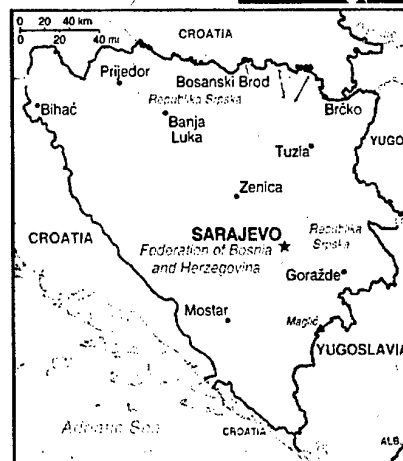 0 20 40 km
0 20 40 mi
CROATIA
Prijedor
Bosanski Brod
Republika Srpska
Bihać
Banja
Luka
Brčko
Tuzla
YUGO
Zenica
CROATIA
SARAJEVO
Republika
Srpska
Federation of Bosnia
and Herzegovina
Goražde
Mostar
Maglić
YUGOSLAVIA
Adriatic Sea
CROATIA
ALB.